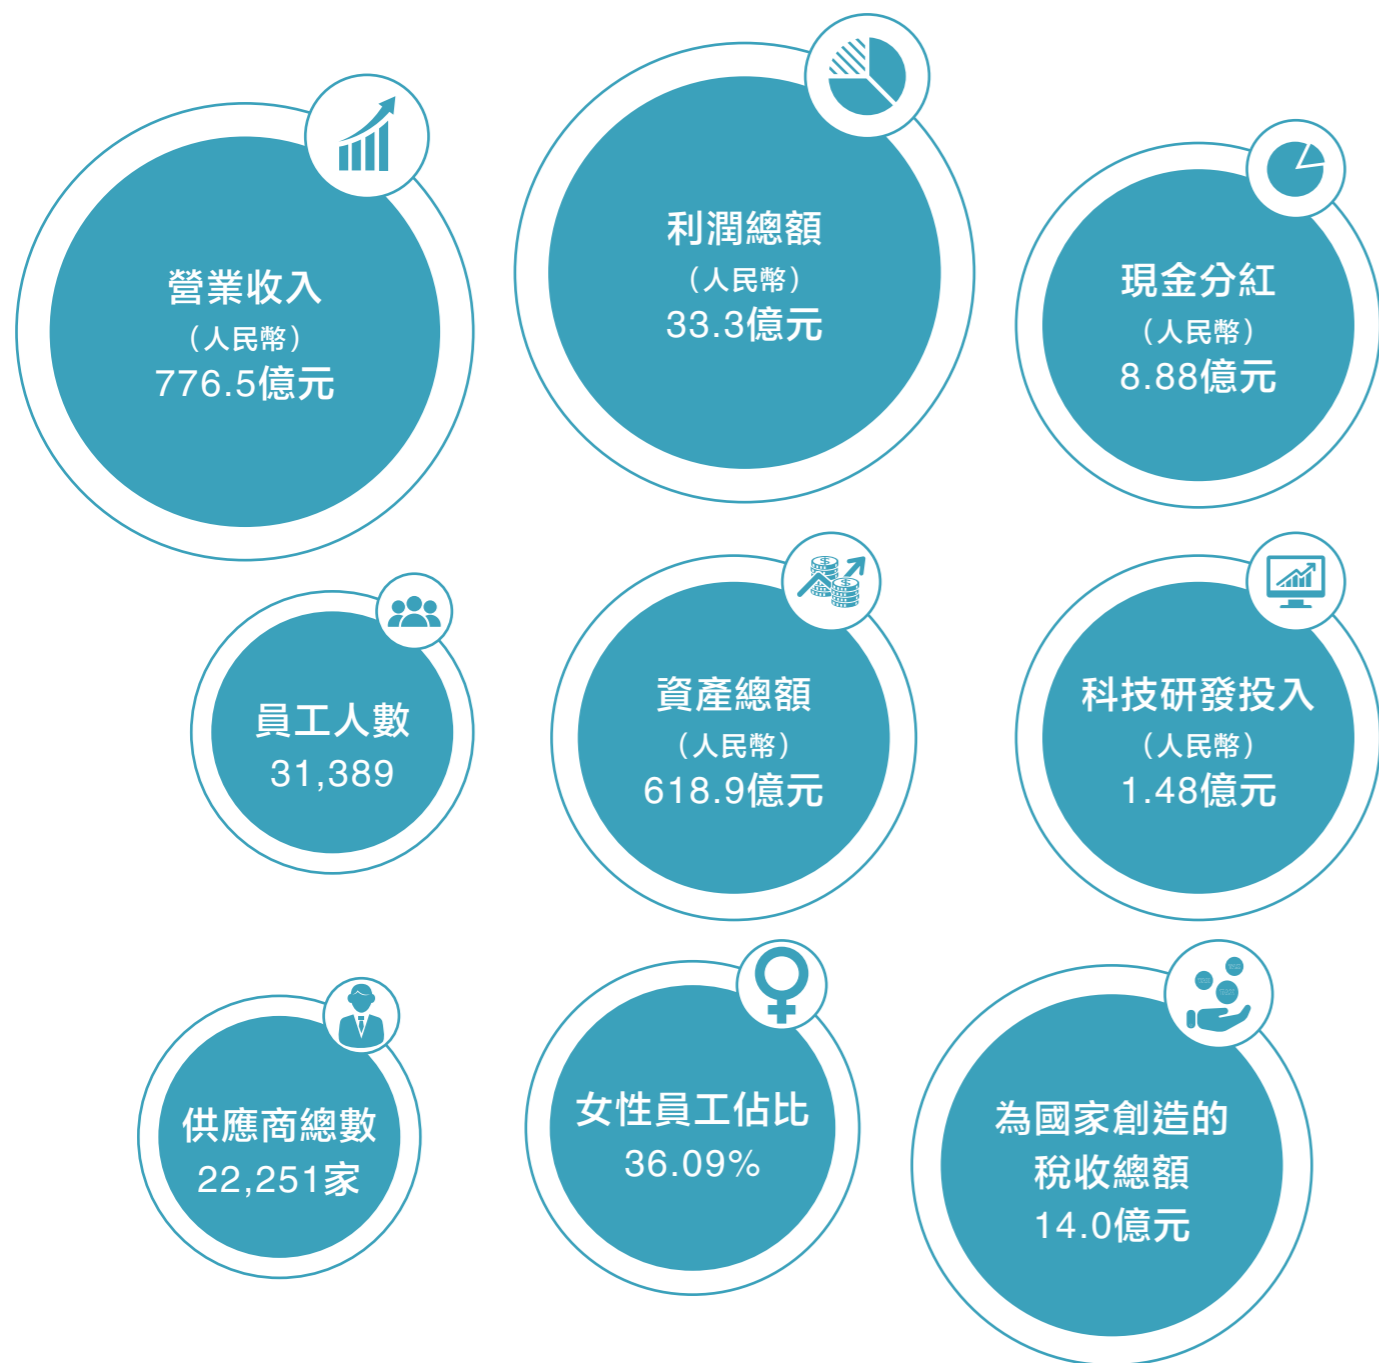 營業收入
（人民幣）
776.5億元
利潤總額
（人民幣）
33.3億元
現金分紅
（人民幣）
8.88億元
員工人數
31,389
資產總額
（人民幣）
618.9億元
科技研發投入
（人民幣）
1.48億元
供應商總數
22,251家
女性員工佔比
36.09%
為國家創造的
稅收總額
14.0億元